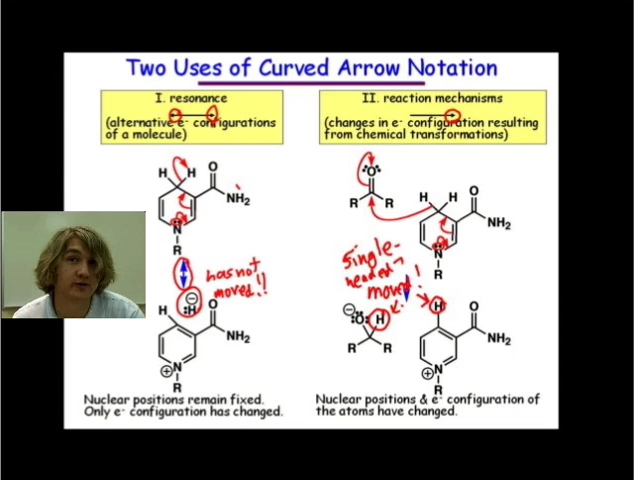 Two Uses of Curved Arrow Notation
I. resonance
(alternative e⁻ configurations
of a molecule)
II. reaction mechanisms
(changes in e⁻ configuration resulting
from chemical transformations)
H H O
NH₂
N
R
has not
moved!!
⊖
:H
H O
NH₂
N
⊕
R
O
R R
H H O
NH₂
N
R
single-
headed
moved!
⊖
:O: H
R R
H O
NH₂
N
⊕
R
Nuclear positions remain fixed.
Only e⁻ configuration has changed.
Nuclear positions & e⁻ configuration of
the atoms have changed.